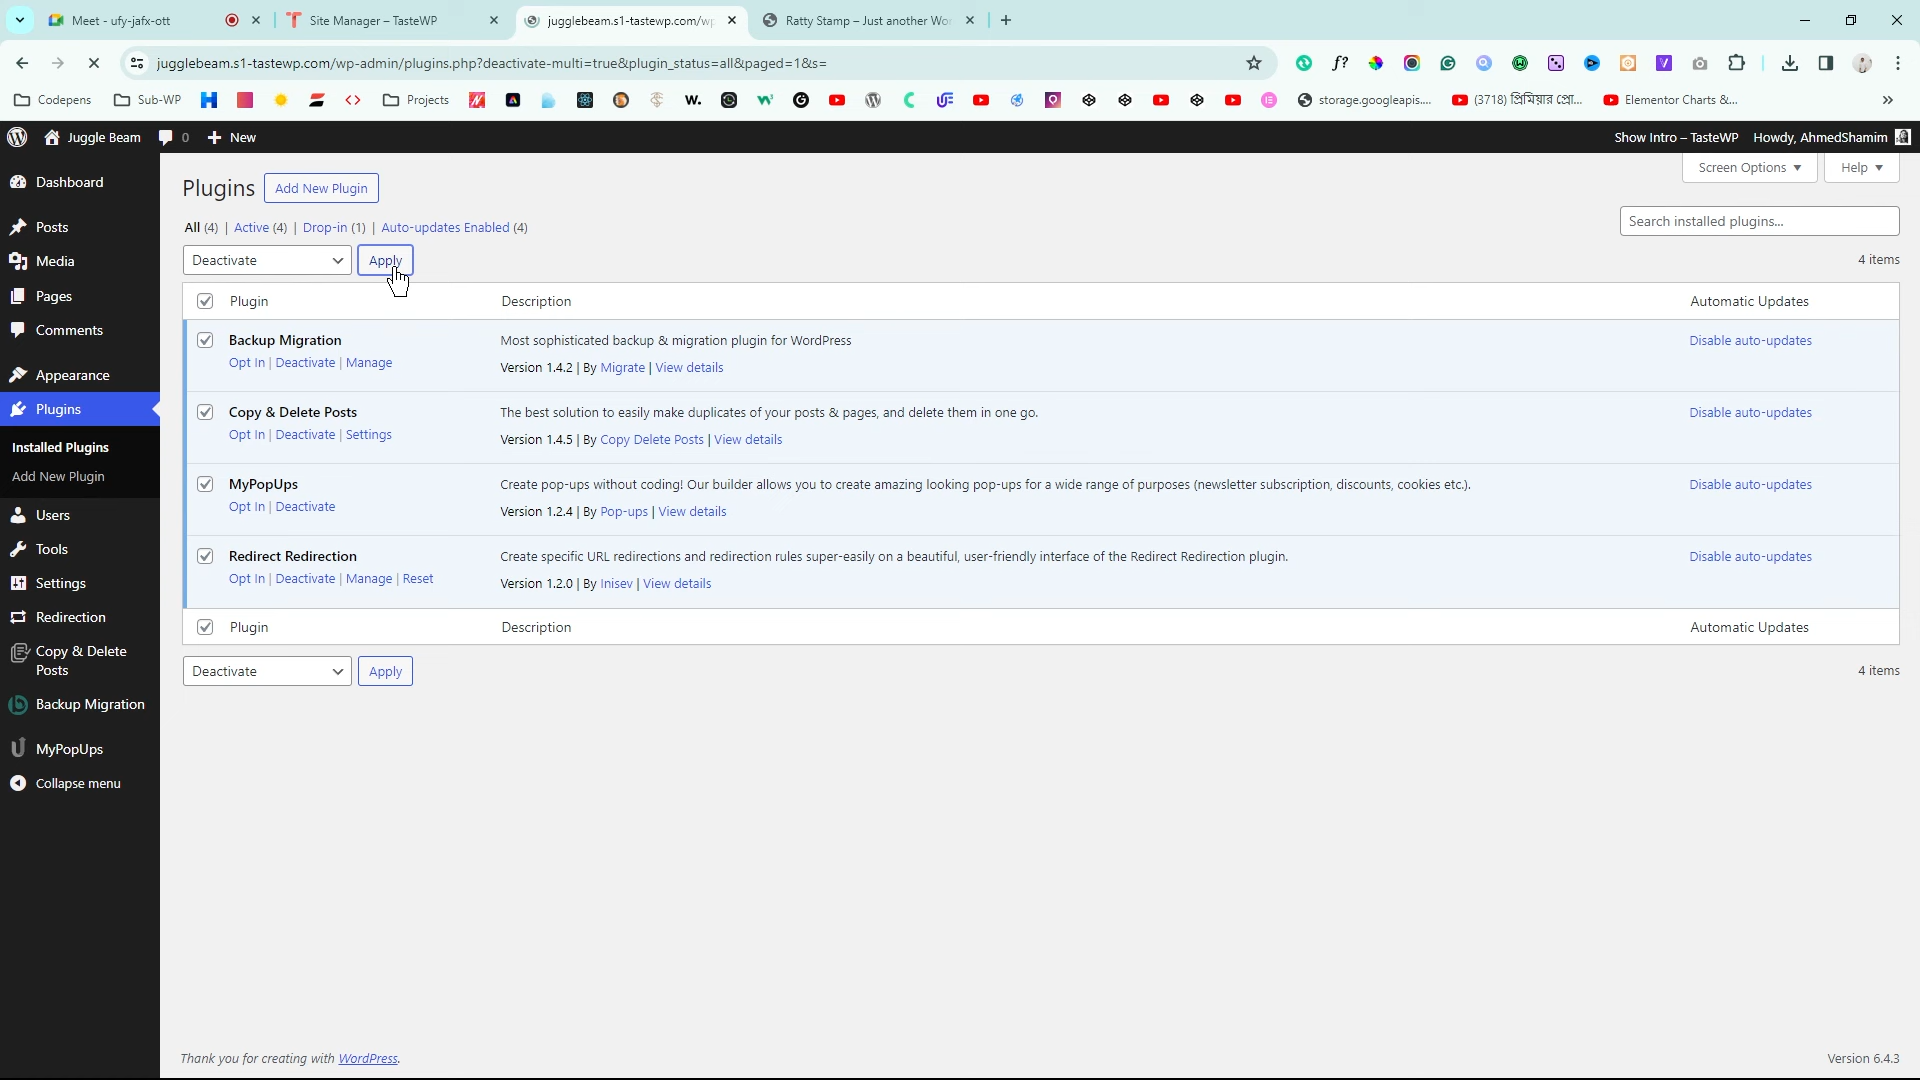 Meet - ufy-jafx-ott
Site Manager – TasteWP
jugglebeam.s1-tastewp.com/wp
Ratty Stamp – Just another Wo
jugglebeam.s1-tastewp.com/wp-admin/plugins.php?deactivate-multi=true&plugin_status=all&paged=1&s=
Codepens
Sub-WP
Projects
storage.googleapis....
(3718) প্রিমিয়ার প্রো...
Elementor Charts &...
Juggle Beam
0
New
Show Intro – TasteWP
Howdy, AhmedShamim
Dashboard
Posts
Media
Pages
Comments
Appearance
Plugins
Installed Plugins
Add New Plugin
Users
Tools
Settings
Redirection
Copy & Delete
Posts
Backup Migration
MyPopUps
Collapse menu
Screen Options
Help
Plugins
Add New Plugin
All (4) | Active (4) | Drop-in (1) | Auto-updates Enabled (4)
Search installed plugins...
Deactivate
Apply
4 items
Plugin
Description
Automatic Updates
Backup Migration
Most sophisticated backup & migration plugin for WordPress
Disable auto-updates
Opt In | Deactivate | Manage
Version 1.4.2 | By Migrate | View details
Copy & Delete Posts
The best solution to easily make duplicates of your posts & pages, and delete them in one go.
Disable auto-updates
Opt In | Deactivate | Settings
Version 1.4.5 | By Copy Delete Posts | View details
MyPopUps
Create pop-ups without coding! Our builder allows you to create amazing looking pop-ups for a wide range of purposes (newsletter subscription, discounts, cookies etc.).
Disable auto-updates
Opt In | Deactivate
Version 1.2.4 | By Pop-ups | View details
Redirect Redirection
Create specific URL redirections and redirection rules super-easily on a beautiful, user-friendly interface of the Redirect Redirection plugin.
Disable auto-updates
Opt In | Deactivate | Manage | Reset
Version 1.2.0 | By Inisev | View details
Plugin
Description
Automatic Updates
Deactivate
Apply
4 items
Thank you for creating with WordPress.
Version 6.4.3